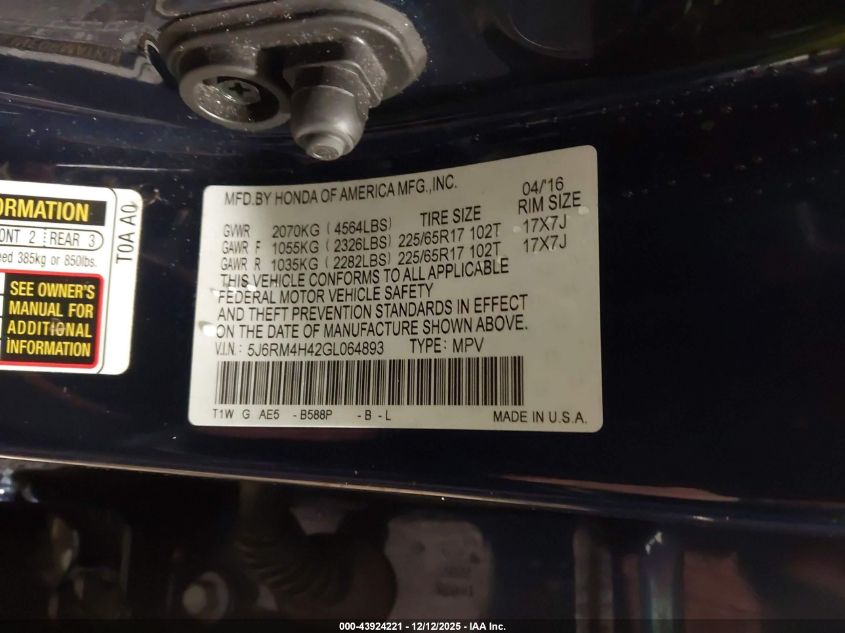 MFD.BY HONDA OF AMERICA MFG.,INC. 04/'16
TIRE SIZE RIM SIZE
GVWR 2070KG (4564LBS)
GAWR F 1055KG (2326LBS) 225/65R17 102T 17X7J
GAWR R 1035KG (2282LBS) 225/65R17 102T 17X7J
THIS VEHICLE CONFORMS TO ALL APPLICABLE
FEDERAL MOTOR VEHICLE SAFETY
AND THEFT PREVENTION STANDARDS IN EFFECT
ON THE DATE OF MANUFACTURE SHOWN ABOVE.
V.I.N.: 5J6RM4H42GL064893 TYPE: MPV
T1W G AE5 -B588P -B-L MADE IN U.S.A.
ORMATION
ONT 2 REAR 3
eed 385kg or 850lbs.
SEE OWNER'S
MANUAL FOR
ADDITIONAL
INFORMATION
T0A A0
000-43924221 - 12/12/2025 - IAA Inc.